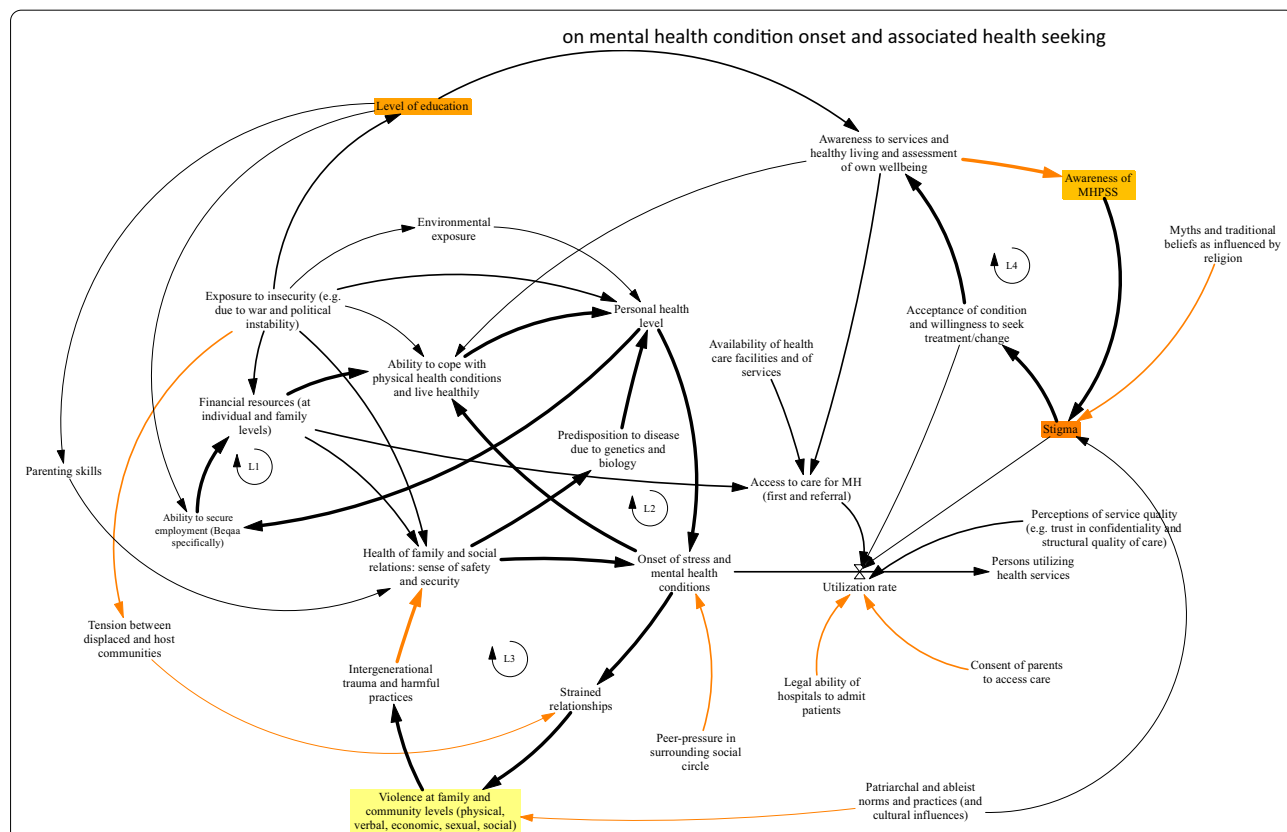 on mental health condition onset and associated health seeking
Level of education
Awareness to services and
healthy living and assessment
of own wellbeing
Awareness of
MHPSS
Environmental
exposure
Myths and traditional
beliefs as influenced by
religion
L4
Exposure to insecurity (e.g.
due to war and political
instability)
Personal health
level
Acceptance of condition
and willingness to seek
treatment/change
Availability of health
care facilities and of
services
Ability to cope with
physical health conditions
and live healthily
Financial resources (at
individual and family
levels)
Stigma
Predisposition to disease
due to genetics and
biology
L1
Parenting skills
Access to care for MH
(first and referral)
L2
Ability to secure
employment (Beqaa
specifically)
Perceptions of service quality
(e.g. trust in confidentiality and
structural quality of care)
Health of family and social
relations: sense of safety
and security
Onset of stress and
mental health
conditions
Persons utilizing
health services
Utilization rate
Tension between
displaced and host
communities
L3
Intergenerational
trauma and harmful
practices
Consent of parents
to access care
Legal ability of
hospitals to admit
patients
Strained
relationships
Peer-pressure in
surrounding social
circle
Violence at family and
community levels (physical,
verbal, economic, sexual, social)
Patriarchal and ableist
norms and practices (and
cultural influences)